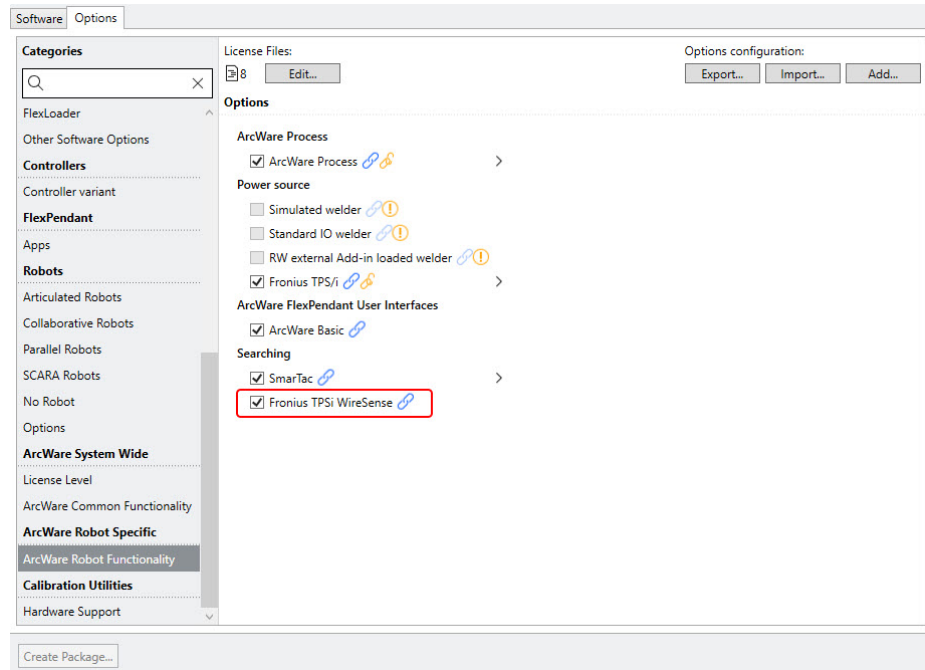 Software
Options
Categories
FlexLoader
Other Software Options
Controllers
Controller variant
FlexPendant
Apps
Robots
Articulated Robots
Collaborative Robots
Parallel Robots
SCARA Robots
No Robot
Options
ArcWare System Wide
License Level
ArcWare Common Functionality
ArcWare Robot Specific
ArcWare Robot Functionality
Calibration Utilities
Hardware Support
License Files:
8 Edit...
Options configuration:
Export... Import... Add...
Options
ArcWare Process
ArcWare Process
Power source
Simulated welder
Standard IO welder
RW external Add-in loaded welder
Fronius TPS/i
ArcWare FlexPendant User Interfaces
ArcWare Basic
Searching
SmarTac
Fronius TPSi WireSense
Create Package...